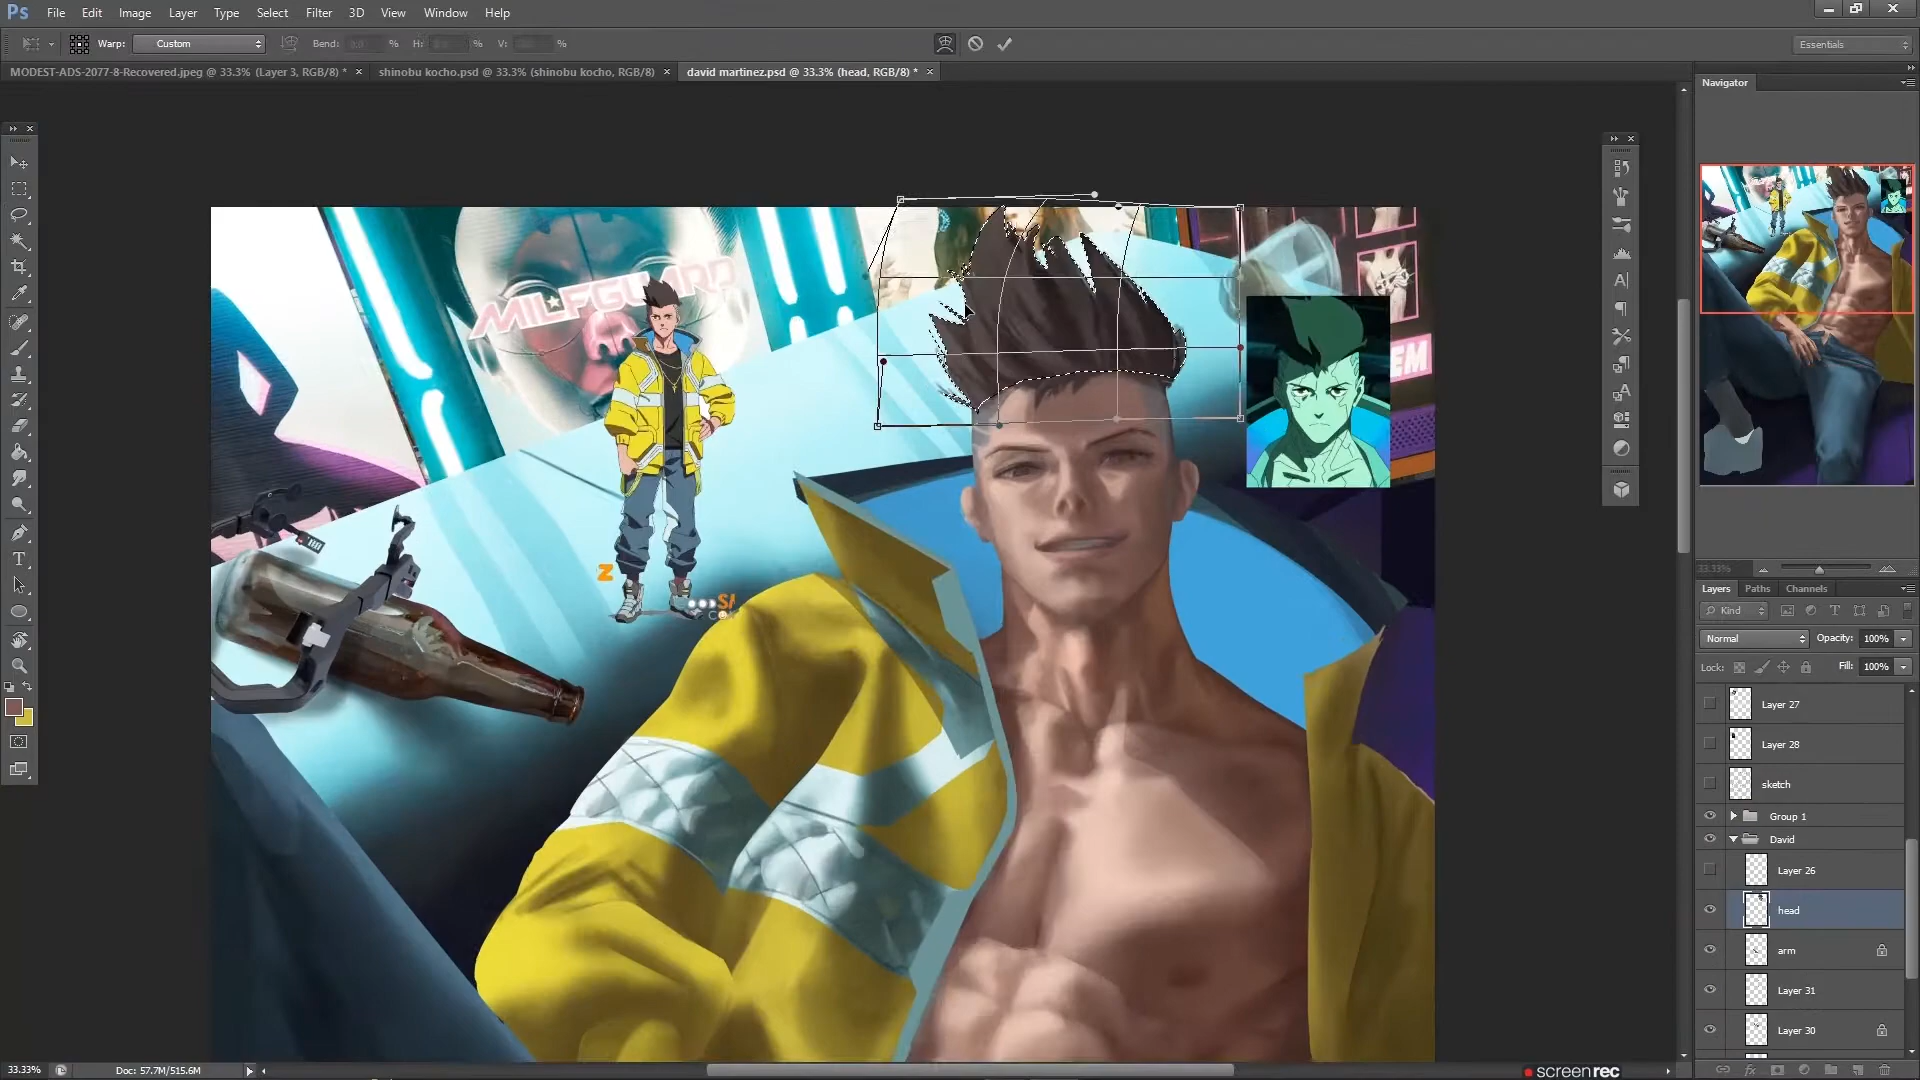 Ps File Edit Image Layer Type Select Filter 3D View Window Help
Warp: Custom Bend: 0.0 % H: % V: % Essentials
MODEST-ADS-2077-8-Recovered.jpeg @ 33.3% (Layer 3, RGB/8) * × shinobu kocho.psd @ 33.3% (shinobu kocho, RGB/8) × david martinez.psd @ 33.3% (head, RGB/8) * ×
Navigator
MILFGUARD
Z
33.33%
Layers Paths Channels
Kind
Normal Opacity: 100%
Lock: Fill: 100%
Layer 27
Layer 28
sketch
Group 1
David
Layer 26
head
arm
Layer 31
Layer 30
33.33% Doc: 57.7M/515.6M
screenrec